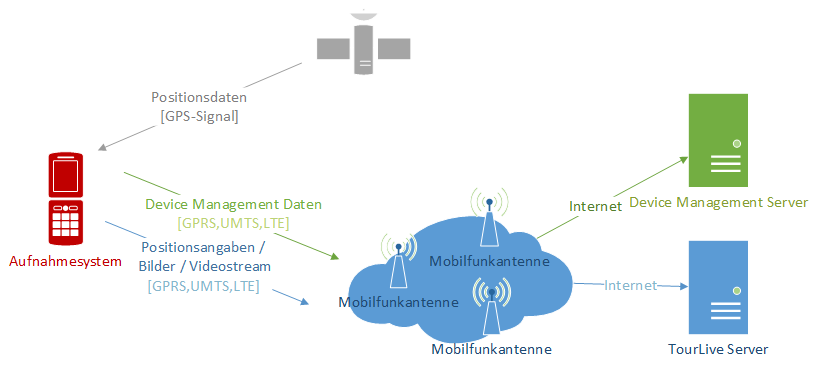 Positionsdaten
[GPS-Signal]
Aufnahmesystem
Device Management Daten
[GPRS,UMTS,LTE]
Positionsangaben /
Bilder / Videostream
[GPRS,UMTS,LTE]
Mobilfunkantenne
Mobilfunkantenne
Mobilfunkantenne
Internet
Device Management Server
Internet
TourLive Server